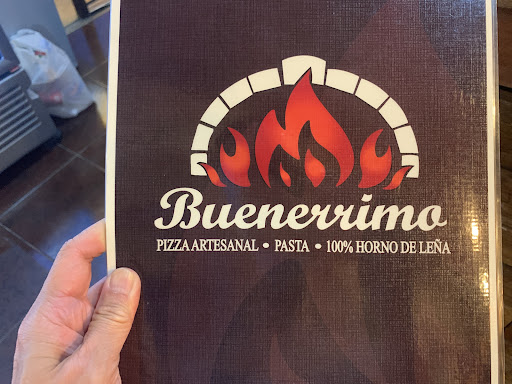 Buenerrimo
PIZZA ARTESANAL • PASTA • 100% HORNO DE LEÑA